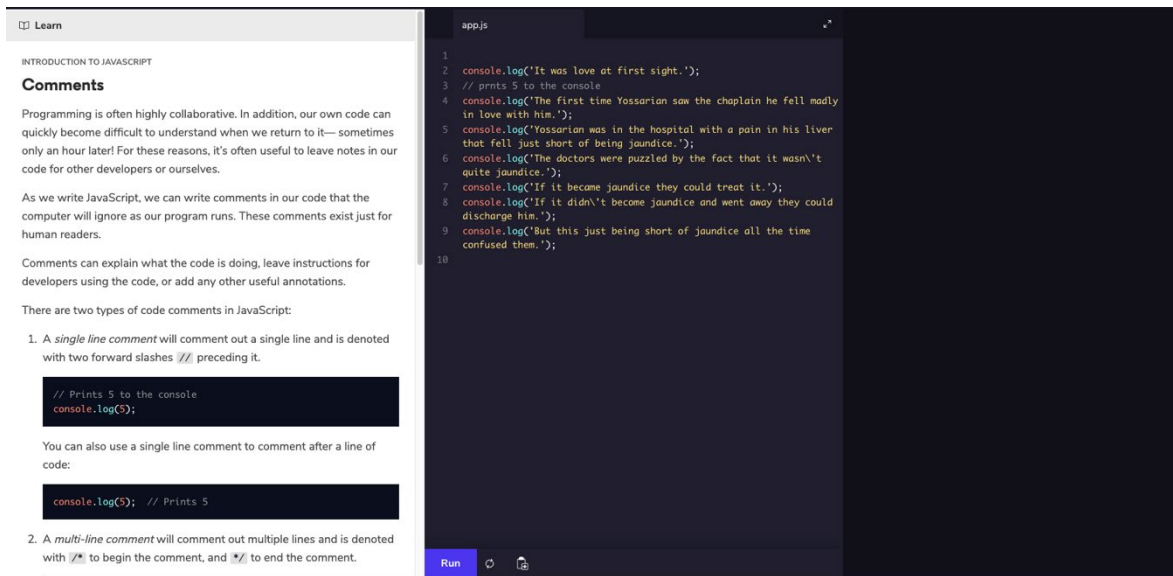 Learn
INTRODUCTION TO JAVASCRIPT
Comments
Programming is often highly collaborative. In addition, our own code can
quickly become difficult to understand when we return to it— sometimes
only an hour later! For these reasons, it's often useful to leave notes in our
code for other developers or ourselves.
As we write JavaScript, we can write comments in our code that the
computer will ignore as our program runs. These comments exist just for
human readers.
Comments can explain what the code is doing, leave instructions for
developers using the code, or add any other useful annotations.
There are two types of code comments in JavaScript:
1. A single line comment will comment out a single line and is denoted
with two forward slashes // preceding it.
// Prints 5 to the console
console.log(5);
You can also use a single line comment to comment after a line of
code:
console.log(5);  // Prints 5
2. A multi-line comment will comment out multiple lines and is denoted
with /* to begin the comment, and */ to end the comment.
app.js
1
2 console.log('It was love at first sight.');
3 // prnts 5 to the console
4 console.log('The first time Yossarian saw the chaplain he fell madly
in love with him.');
5 console.log('Yossarian was in the hospital with a pain in his liver
that fell just short of being jaundice.');
6 console.log('The doctors were puzzled by the fact that it wasn\'t
quite jaundice.');
7 console.log('If it became jaundice they could treat it.');
8 console.log('If it didn\'t become jaundice and went away they could
discharge him.');
9 console.log('But this just being short of jaundice all the time
confused them.');
10
Run